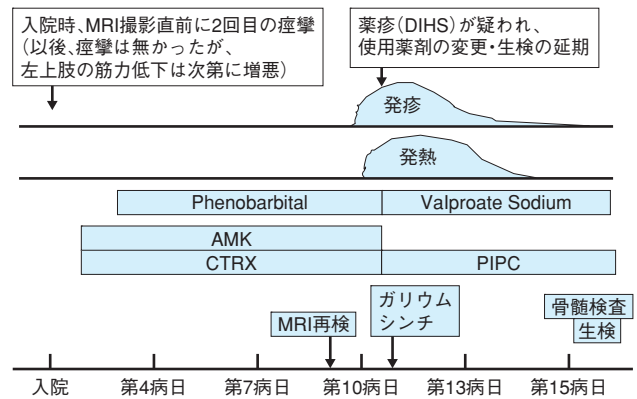 入院時、MRI撮影直前に2回目の痙攣
(以後、痙攣は無かったが、
左上肢の筋力低下は次第に増悪)
薬疹(DIHS)が疑われ、
使用薬剤の変更・生検の延期
発疹
発熱
Phenobarbital
Valproate Sodium
AMK
CTRX
PIPC
MRI再検
ガリウム
シンチ
骨髄検査
生検
入院
第4病日
第7病日
第10病日
第13病日
第15病日